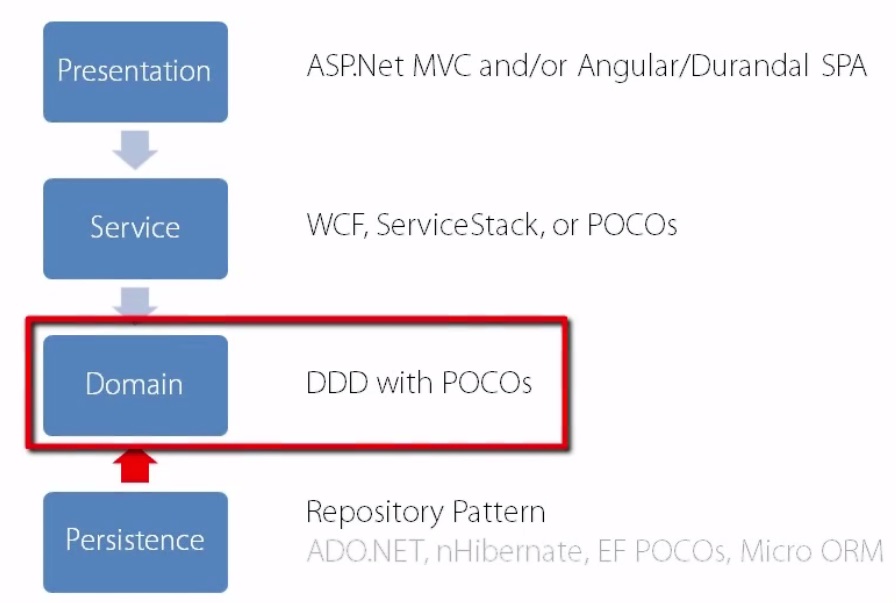 Presentation
ASP.Net MVC and/or Angular/Durandal SPA
Service
WCF, ServiceStack, or POCOs
Domain
DDD with POCOs
Persistence
Repository Pattern
ADO.NET, nHibernate, EF POCOs, Micro ORM